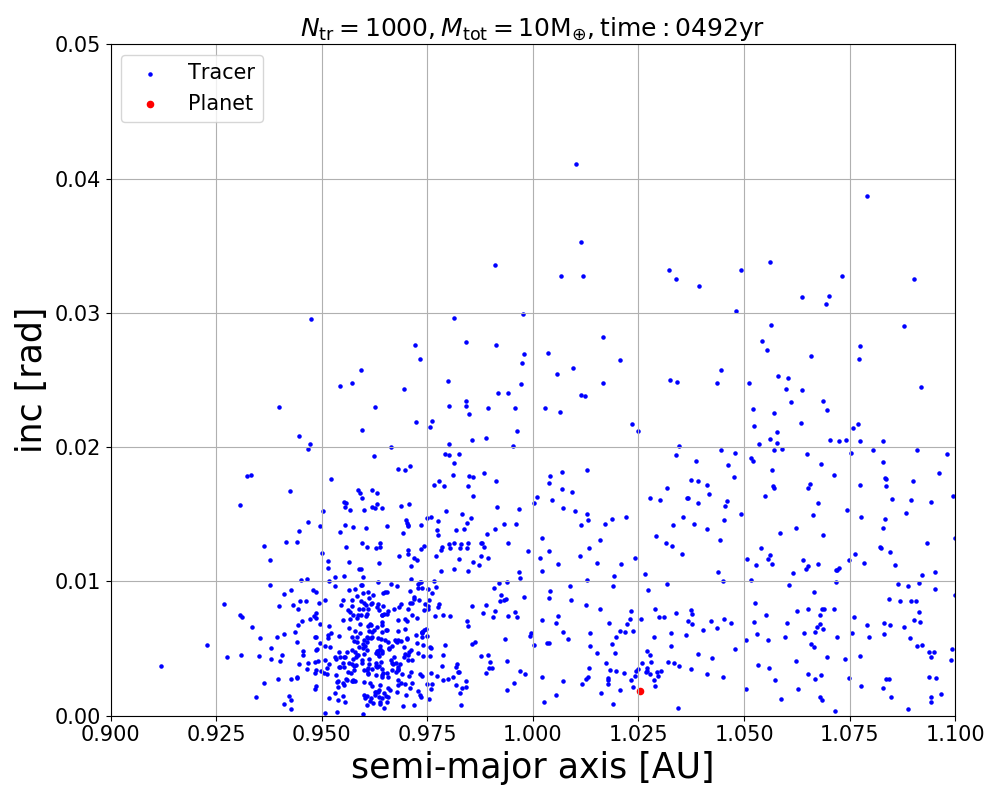 N_tr = 1000, M_tot = 10M_⊕, time : 0492yr
0.05
Tracer
Planet
0.04
0.03
inc [rad]
0.02
0.01
0.00
0.900 0.925 0.950 0.975 1.000 1.025 1.050 1.075 1.100
semi-major axis [AU]